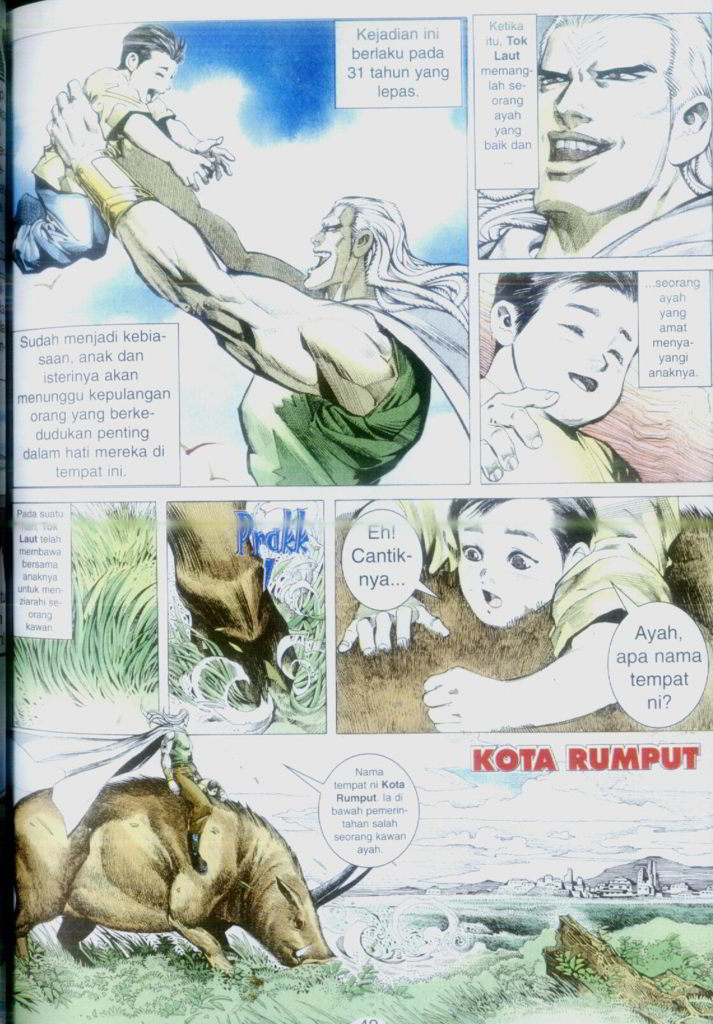 Kejadian ini
berlaku pada
31 tahun yang
lepas.
Ketika
itu, Tok
Laut
memang-
lah se-
orang
ayah
yang
baik dan
...
Sudah menjadi kebia-
saan, anak dan
isterinya akan
menunggu kepulangan
orang yang berke-
dudukan penting
dalam hati mereka di
tempat ini.
...seorang
ayah
yang
amat
menya-
yangi
anaknya.
Pada suatu
hari, Tok
Laut telah
membawa
bersama
anaknya
untuk men-
ziarahi se-
orang
kawan.
Prakk
!
Eh!
Cantik-
nya...
Ayah,
apa nama
tempat
ni?
Nama
tempat ni Kota
Rumput. Ia di
bawah pemerin-
tahan salah
seorang kawan
ayah.
KOTA RUMPUT